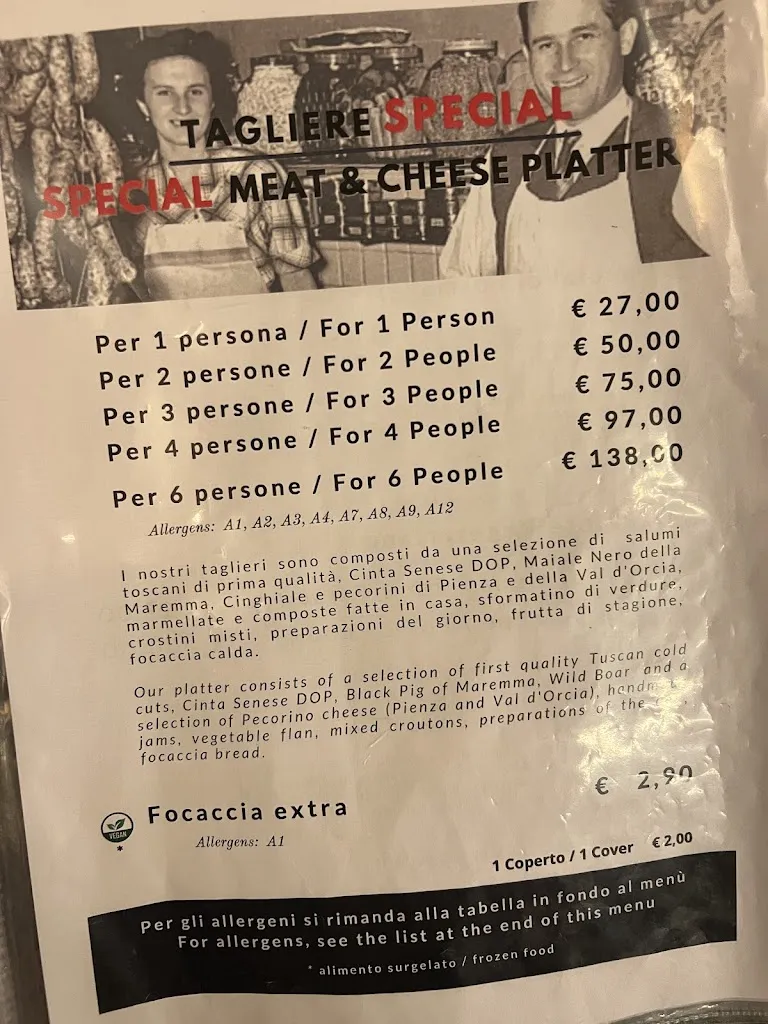 TAGLIERE SPECIAL
SPECIAL MEAT & CHEESE PLATTER
Per 1 persona / For 1 Person € 27,00
Per 2 persone / For 2 People € 50,00
Per 3 persone / For 3 People € 75,00
Per 4 persone / For 4 People € 97,00
Per 6 persone / For 6 People € 138,00
Allergens: A1, A2, A3, A4, A7, A8, A9, A12
I nostri taglieri sono composti da una selezione di salumi
toscani di prima qualità, Cinta Senese DOP, Maiale Nero della
Maremma, Cinghiale e pecorini di Pienza e della Val d'Orcia,
marmellate e composte fatte in casa, sformatino di verdure,
crostini misti, preparazioni del giorno, frutta di stagione,
focaccia calda.
Our platter consists of a selection of first quality Tuscan cold
cuts, Cinta Senese DOP, Black Pig of Maremma, Wild Boar and a
selection of Pecorino cheese (Pienza and Val d'Orcia),
jams, vegetable flan, mixed croutons, preparations of the
focaccia bread.
Focaccia extra € 2,90
VEGAN
*
Allergens: A1
1 Coperto / 1 Cover € 2,00
Per gli allergeni si rimanda alla tabella in fondo al menù
For allergens, see the list at the end of this menu
* alimento surgelato / frozen food